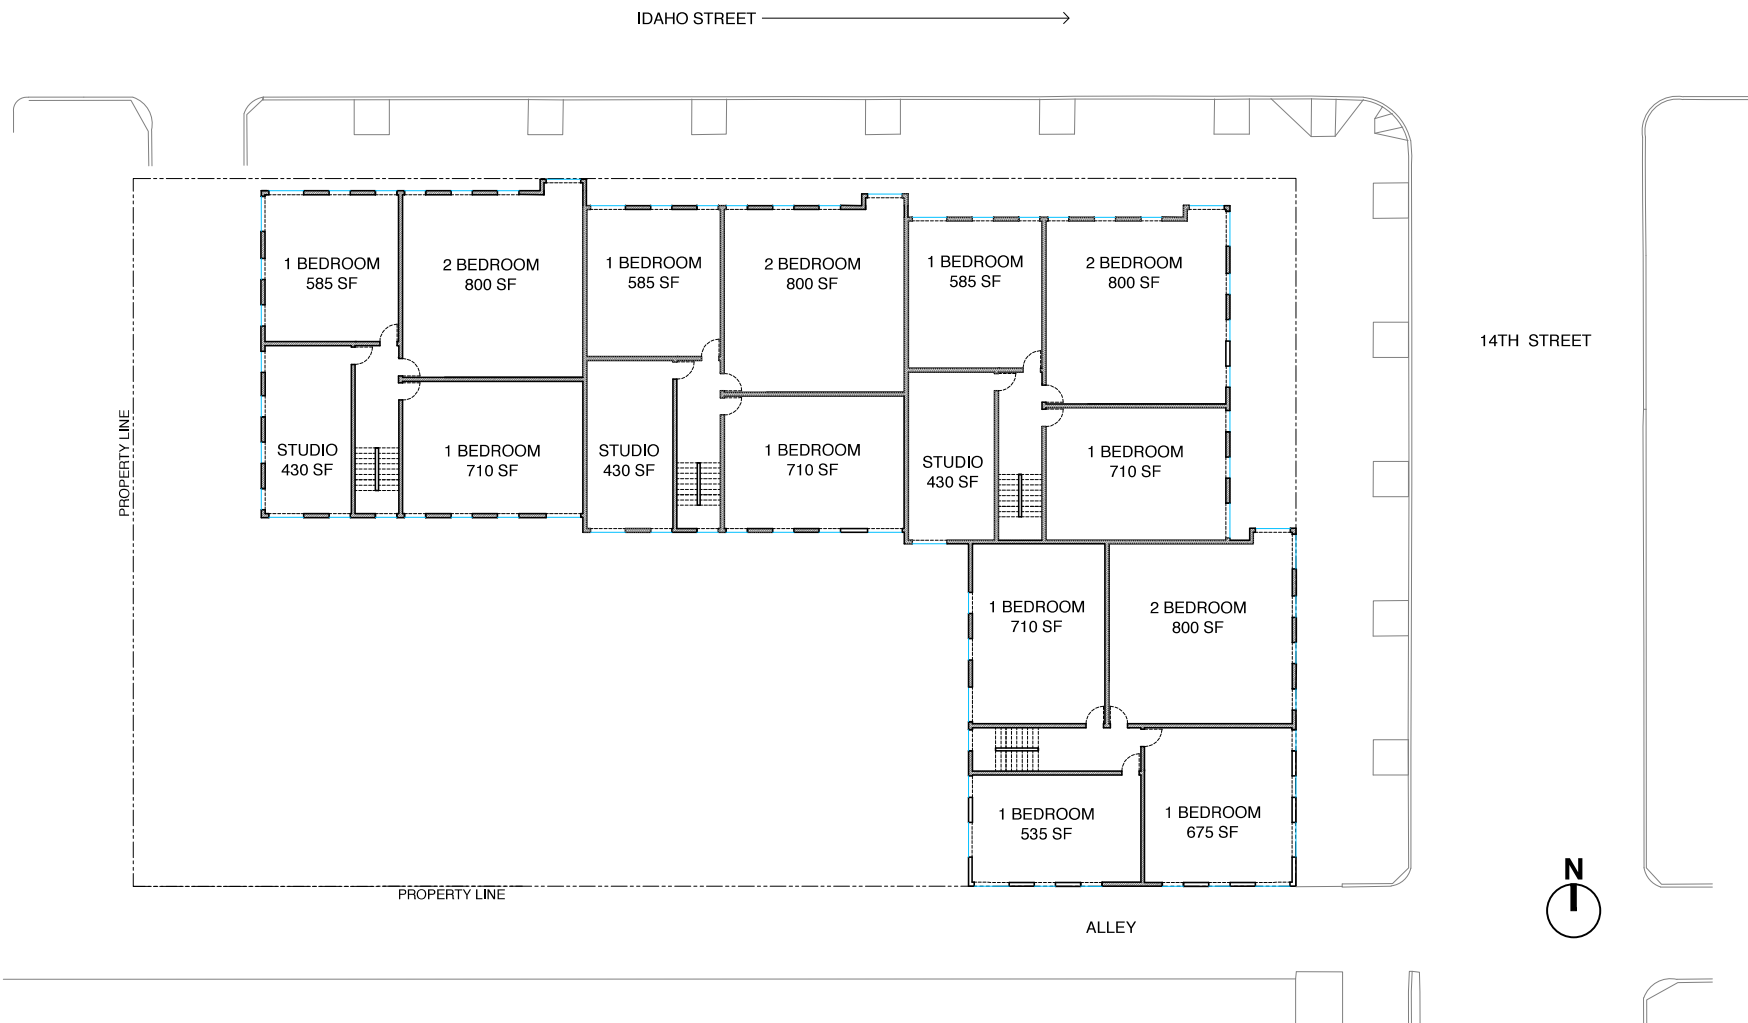 IDAHO STREET
1 BEDROOM
585 SF
2 BEDROOM
800 SF
1 BEDROOM
585 SF
2 BEDROOM
800 SF
1 BEDROOM
585 SF
2 BEDROOM
800 SF
14TH STREET
PROPERTY LINE
STUDIO
430 SF
1 BEDROOM
710 SF
STUDIO
430 SF
1 BEDROOM
710 SF
STUDIO
430 SF
1 BEDROOM
710 SF
1 BEDROOM
710 SF
2 BEDROOM
800 SF
1 BEDROOM
535 SF
1 BEDROOM
675 SF
PROPERTY LINE
ALLEY
N